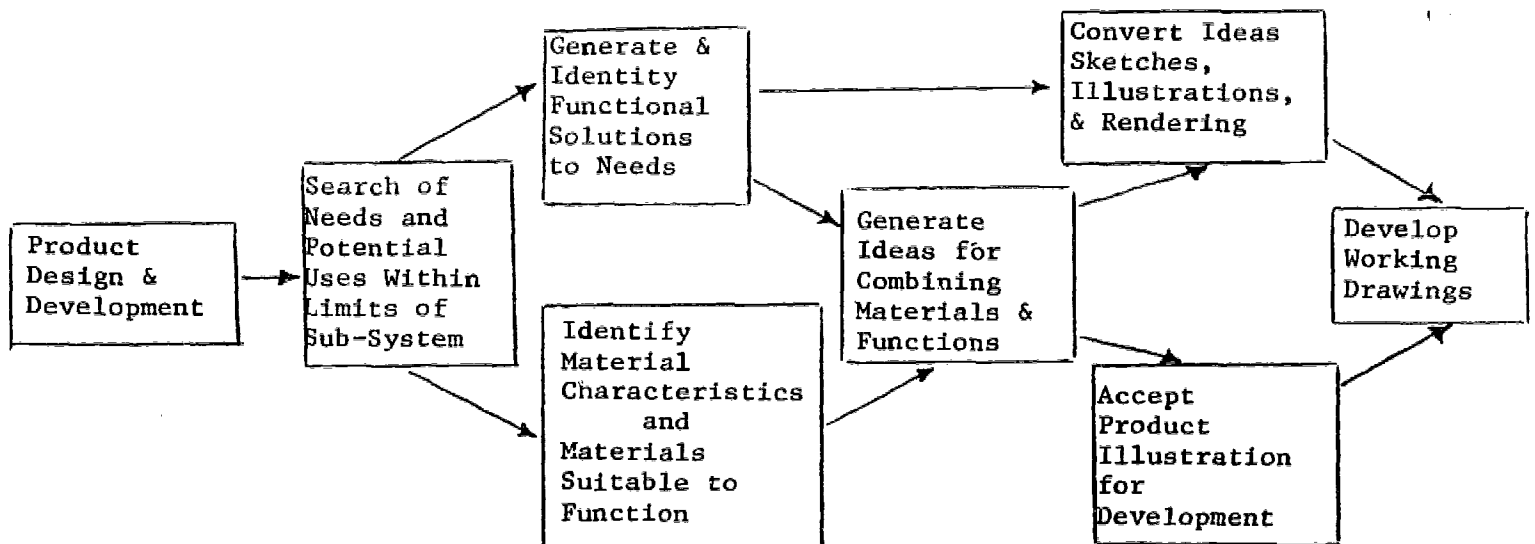 Product
Design &
Development
Search of
Needs and
Potential
Uses Within
Limits of
Sub-System
Generate &
Identity
Functional
Solutions
to Needs
Identify
Material
Characteristics
and
Materials
Suitable to
Function
Generate
Ideas for
Combining
Materials &
Functions
Convert Ideas
Sketches,
Illustrations,
& Rendering
Accept
Product
Illustration
for
Development
Develop
Working
Drawings